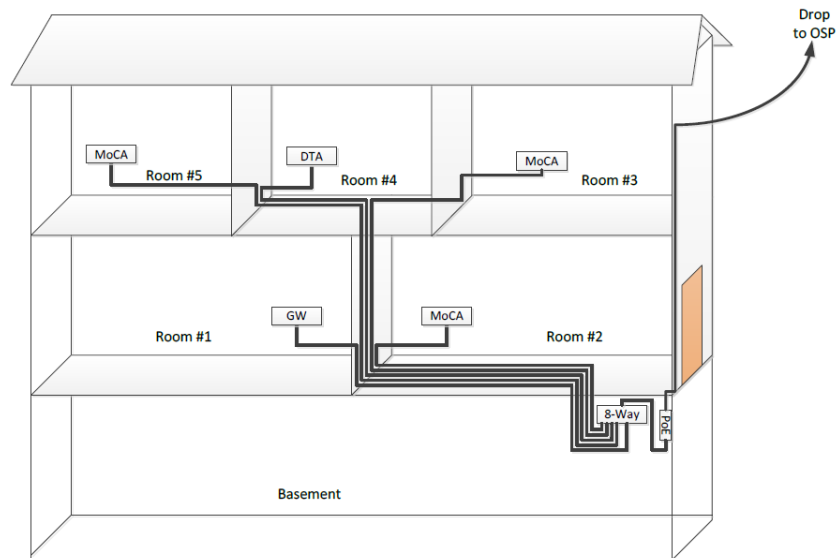 Drop
to OSP
MoCA
DTA
MoCA
Room #5
Room #4
Room #3
GW
MoCA
Room #1
Room #2
8-Way
PoE
Basement